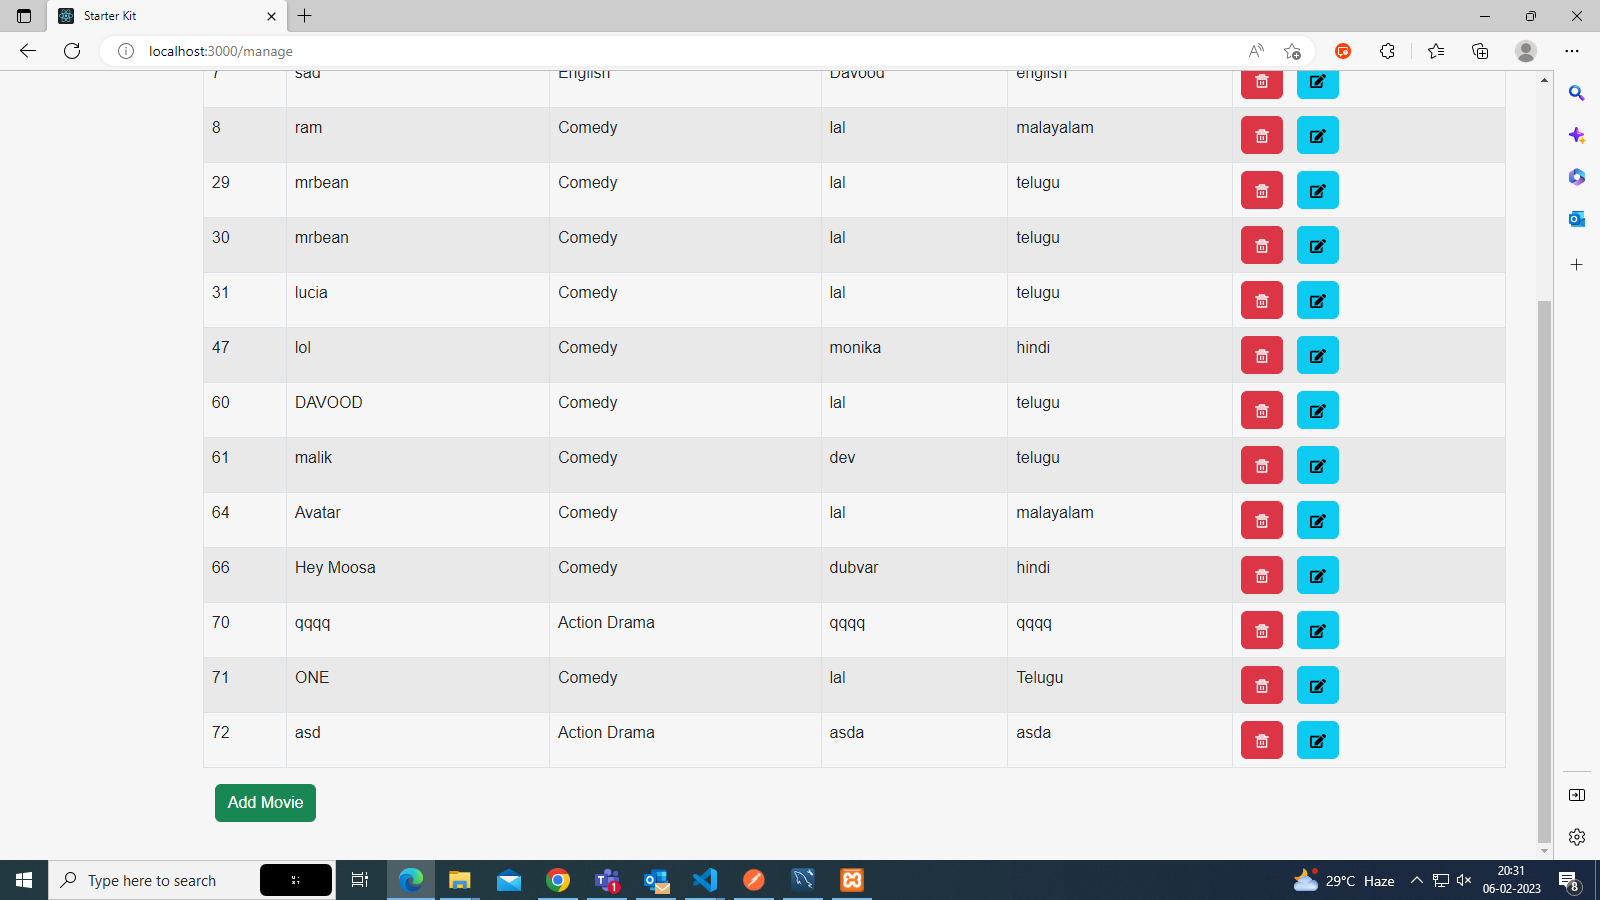 Starter Kit
localhost:3000/manage
7 sad English Davood english
8 ram Comedy lal malayalam
29 mrbean Comedy lal telugu
30 mrbean Comedy lal telugu
31 lucia Comedy lal telugu
47 lol Comedy monika hindi
60 DAVOOD Comedy lal telugu
61 malik Comedy dev telugu
64 Avatar Comedy lal malayalam
66 Hey Moosa Comedy dubvar hindi
70 qqqq Action Drama qqqq qqqq
71 ONE Comedy lal Telugu
72 asd Action Drama asda asda
Add Movie
Type here to search
1
29°C Haze
20:31
06-02-2023
8